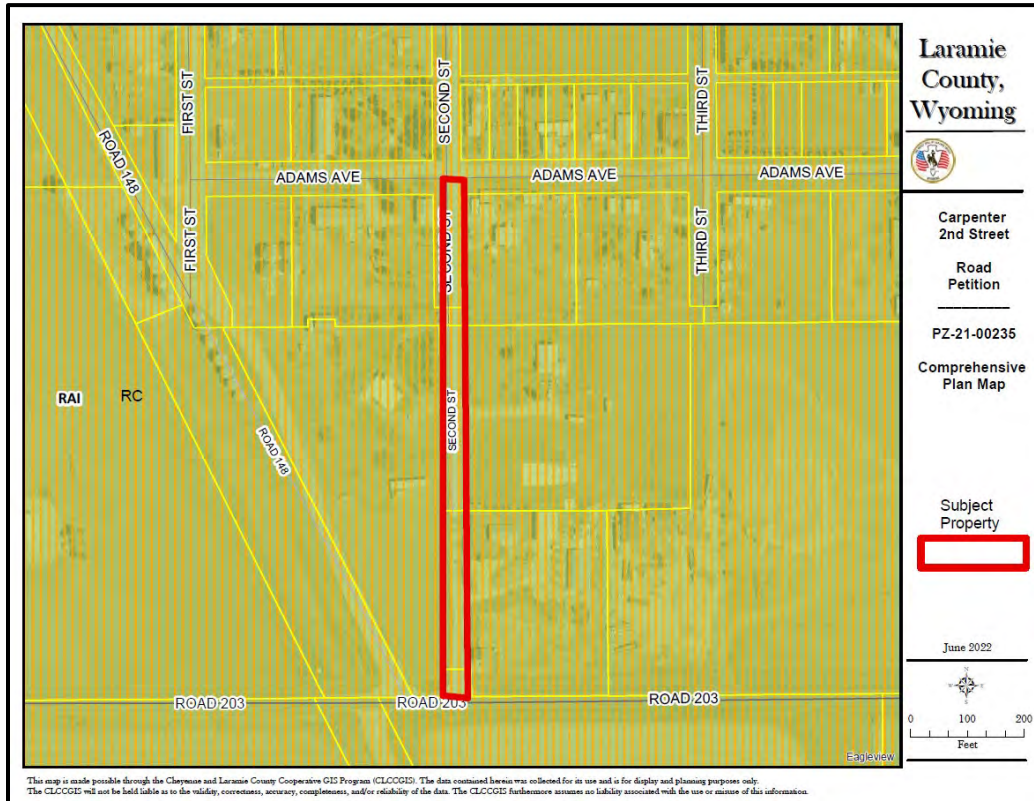 Laramie
County,
Wyoming
Carpenter
2nd Street
Road
Petition
PZ-21-00235
Comprehensive
Plan Map
Subject
Property
June 2022
0 100 200
Feet
FIRST ST
SECOND ST
THIRD ST
ROAD 148
ADAMS AVE
ADAMS AVE
ADAMS AVE
FIRST ST
SECOND ST
THIRD ST
RAI
RC
SECOND ST
ROAD 148
ROAD 203
ROAD 203
ROAD 203
Eagleview
This map is made possible through the Cheyenne and Laramie County Cooperative GIS Program (CLCCGIS). The data contained herein was collected for its use and is for display and planning purposes only.
The CLCCGIS will not be held liable as to the validity, correctness, accuracy, completeness, and/or reliability of the data. The CLCCGIS furthermore assumes no liability associated with the use or misuse of this information.